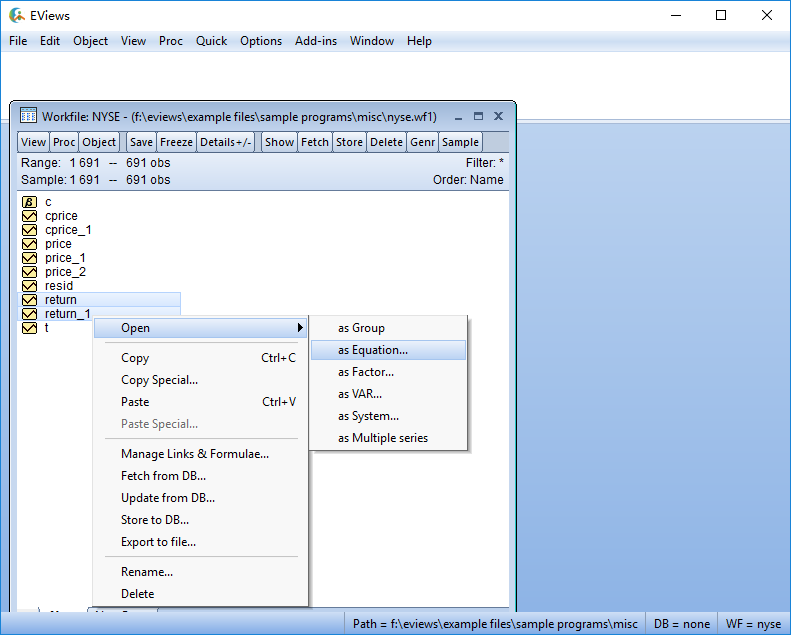 EViews
File Edit Object View Proc Quick Options Add-ins Window Help
Workfile: NYSE - (f:\eviews\example files\sample programs\misc\nyse.wf1)
View Proc Object Save Freeze Details+/- Show Fetch Store Delete Genr Sample
Range: 1 691 -- 691 obs Filter: *
Sample: 1 691 -- 691 obs Order: Name
β c
cprice
cprice_1
price
price_1
price_2
resid
return
return_1
t
Open
Copy Ctrl+C
Copy Special...
Paste Ctrl+V
Paste Special...
Manage Links & Formulae...
Fetch from DB...
Update from DB...
Store to DB...
Export to file...
Rename...
Delete
as Group
as Equation...
as Factor...
as VAR...
as System...
as Multiple series
Path = f:\eviews\example files\sample programs\misc DB = none WF = nyse